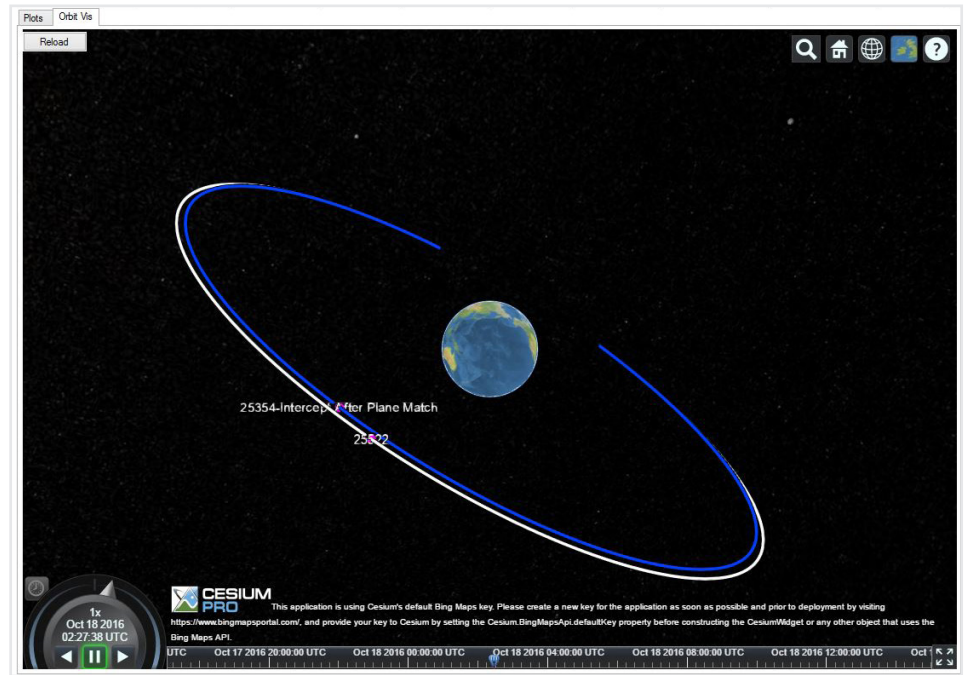 Plots Orbit Vis
Reload
?
25354-Intercept After Plane Match
25522
1x
Oct 18 2016
02:27:38 UTC
CESIUM
PRO
This application is using Cesium's default Bing Maps key. Please create a new key for the application as soon as possible and prior to deployment by visiting
https://www.bingmapsportal.com/, and provide your key to Cesium by setting the Cesium.BingMapsApi.defaultKey property before constructing the CesiumWidget or any other object that uses the
Bing Maps API.
UTC Oct 17 2016 20:00:00 UTC Oct 18 2016 00:00:00 UTC Oct 18 2016 04:00:00 UTC Oct 18 2016 08:00:00 UTC Oct 18 2016 12:00:00 UTC Oct